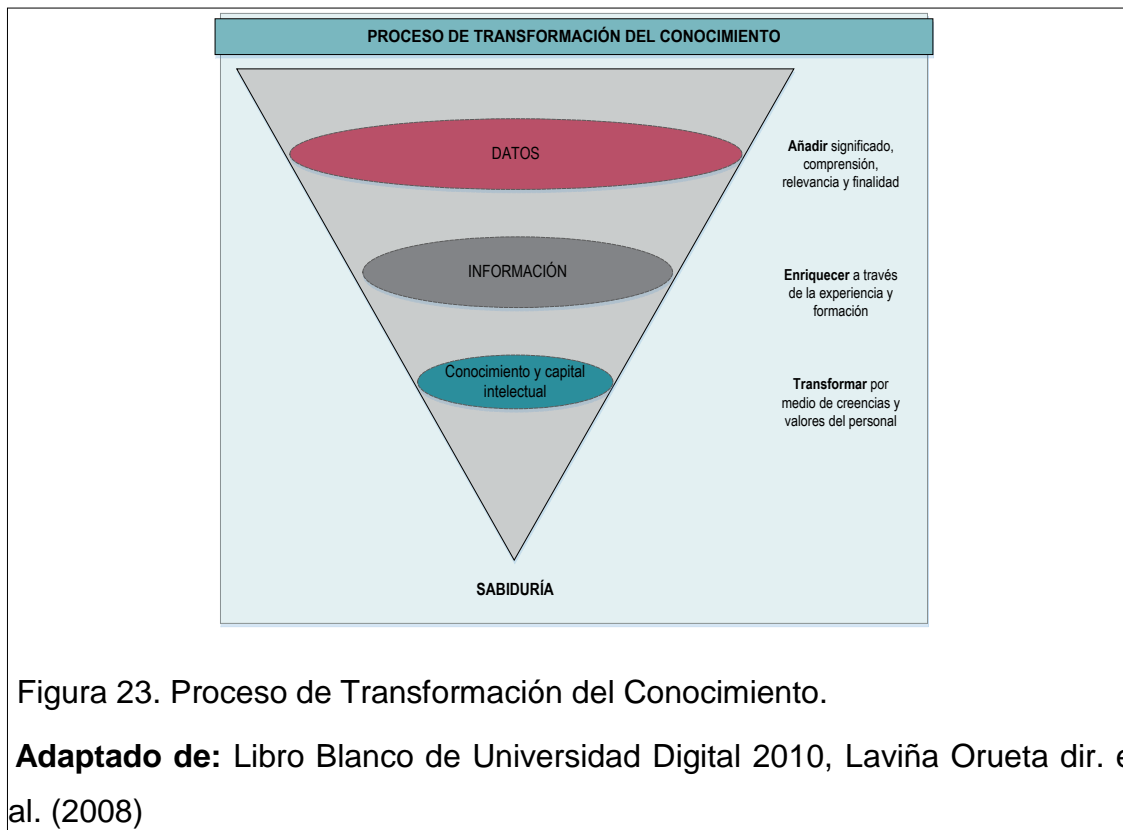 PROCESO DE TRANSFORMACIÓN DEL CONOCIMIENTO
DATOS
Añadir significado,
comprensión,
relevancia y finalidad
INFORMACIÓN
Enriquecer a través
de la experiencia y
formación
Conocimiento y capital
intelectual
Transformar por
medio de creencias y
valores del personal
SABIDURÍA
Figura 23. Proceso de Transformación del Conocimiento.
Adaptado de: Libro Blanco de Universidad Digital 2010, Laviña Orueta dir. e
al. (2008)